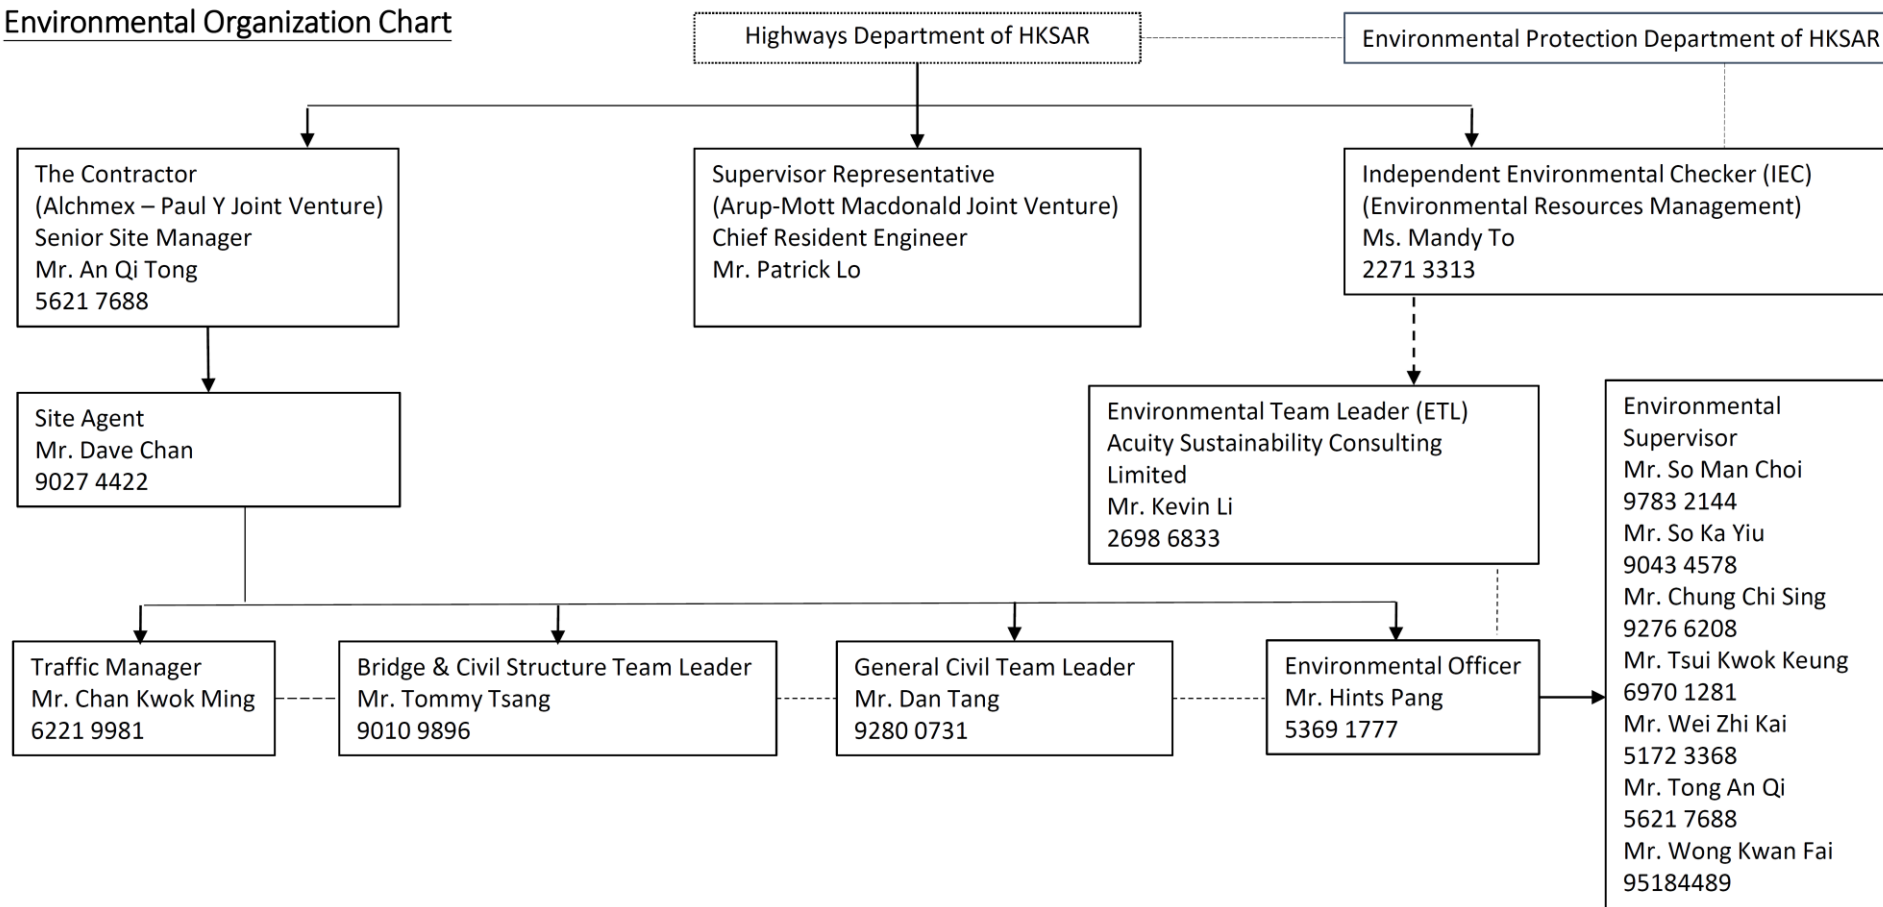 Environmental Organization Chart
Highways Department of HKSAR
Environmental Protection Department of HKSAR
The Contractor
(Alchmex – Paul Y Joint Venture)
Senior Site Manager
Mr. An Qi Tong
5621 7688
Supervisor Representative
(Arup-Mott Macdonald Joint Venture)
Chief Resident Engineer
Mr. Patrick Lo
Independent Environmental Checker (IEC)
(Environmental Resources Management)
Ms. Mandy To
2271 3313
Site Agent
Mr. Dave Chan
9027 4422
Environmental Team Leader (ETL)
Acuity Sustainability Consulting
Limited
Mr. Kevin Li
2698 6833
Traffic Manager
Mr. Chan Kwok Ming
6221 9981
Bridge & Civil Structure Team Leader
Mr. Tommy Tsang
9010 9896
General Civil Team Leader
Mr. Dan Tang
9280 0731
Environmental Officer
Mr. Hints Pang
5369 1777
Environmental
Supervisor
Mr. So Man Choi
9783 2144
Mr. So Ka Yiu
9043 4578
Mr. Chung Chi Sing
9276 6208
Mr. Tsui Kwok Keung
6970 1281
Mr. Wei Zhi Kai
5172 3368
Mr. Tong An Qi
5621 7688
Mr. Wong Kwan Fai
95184489